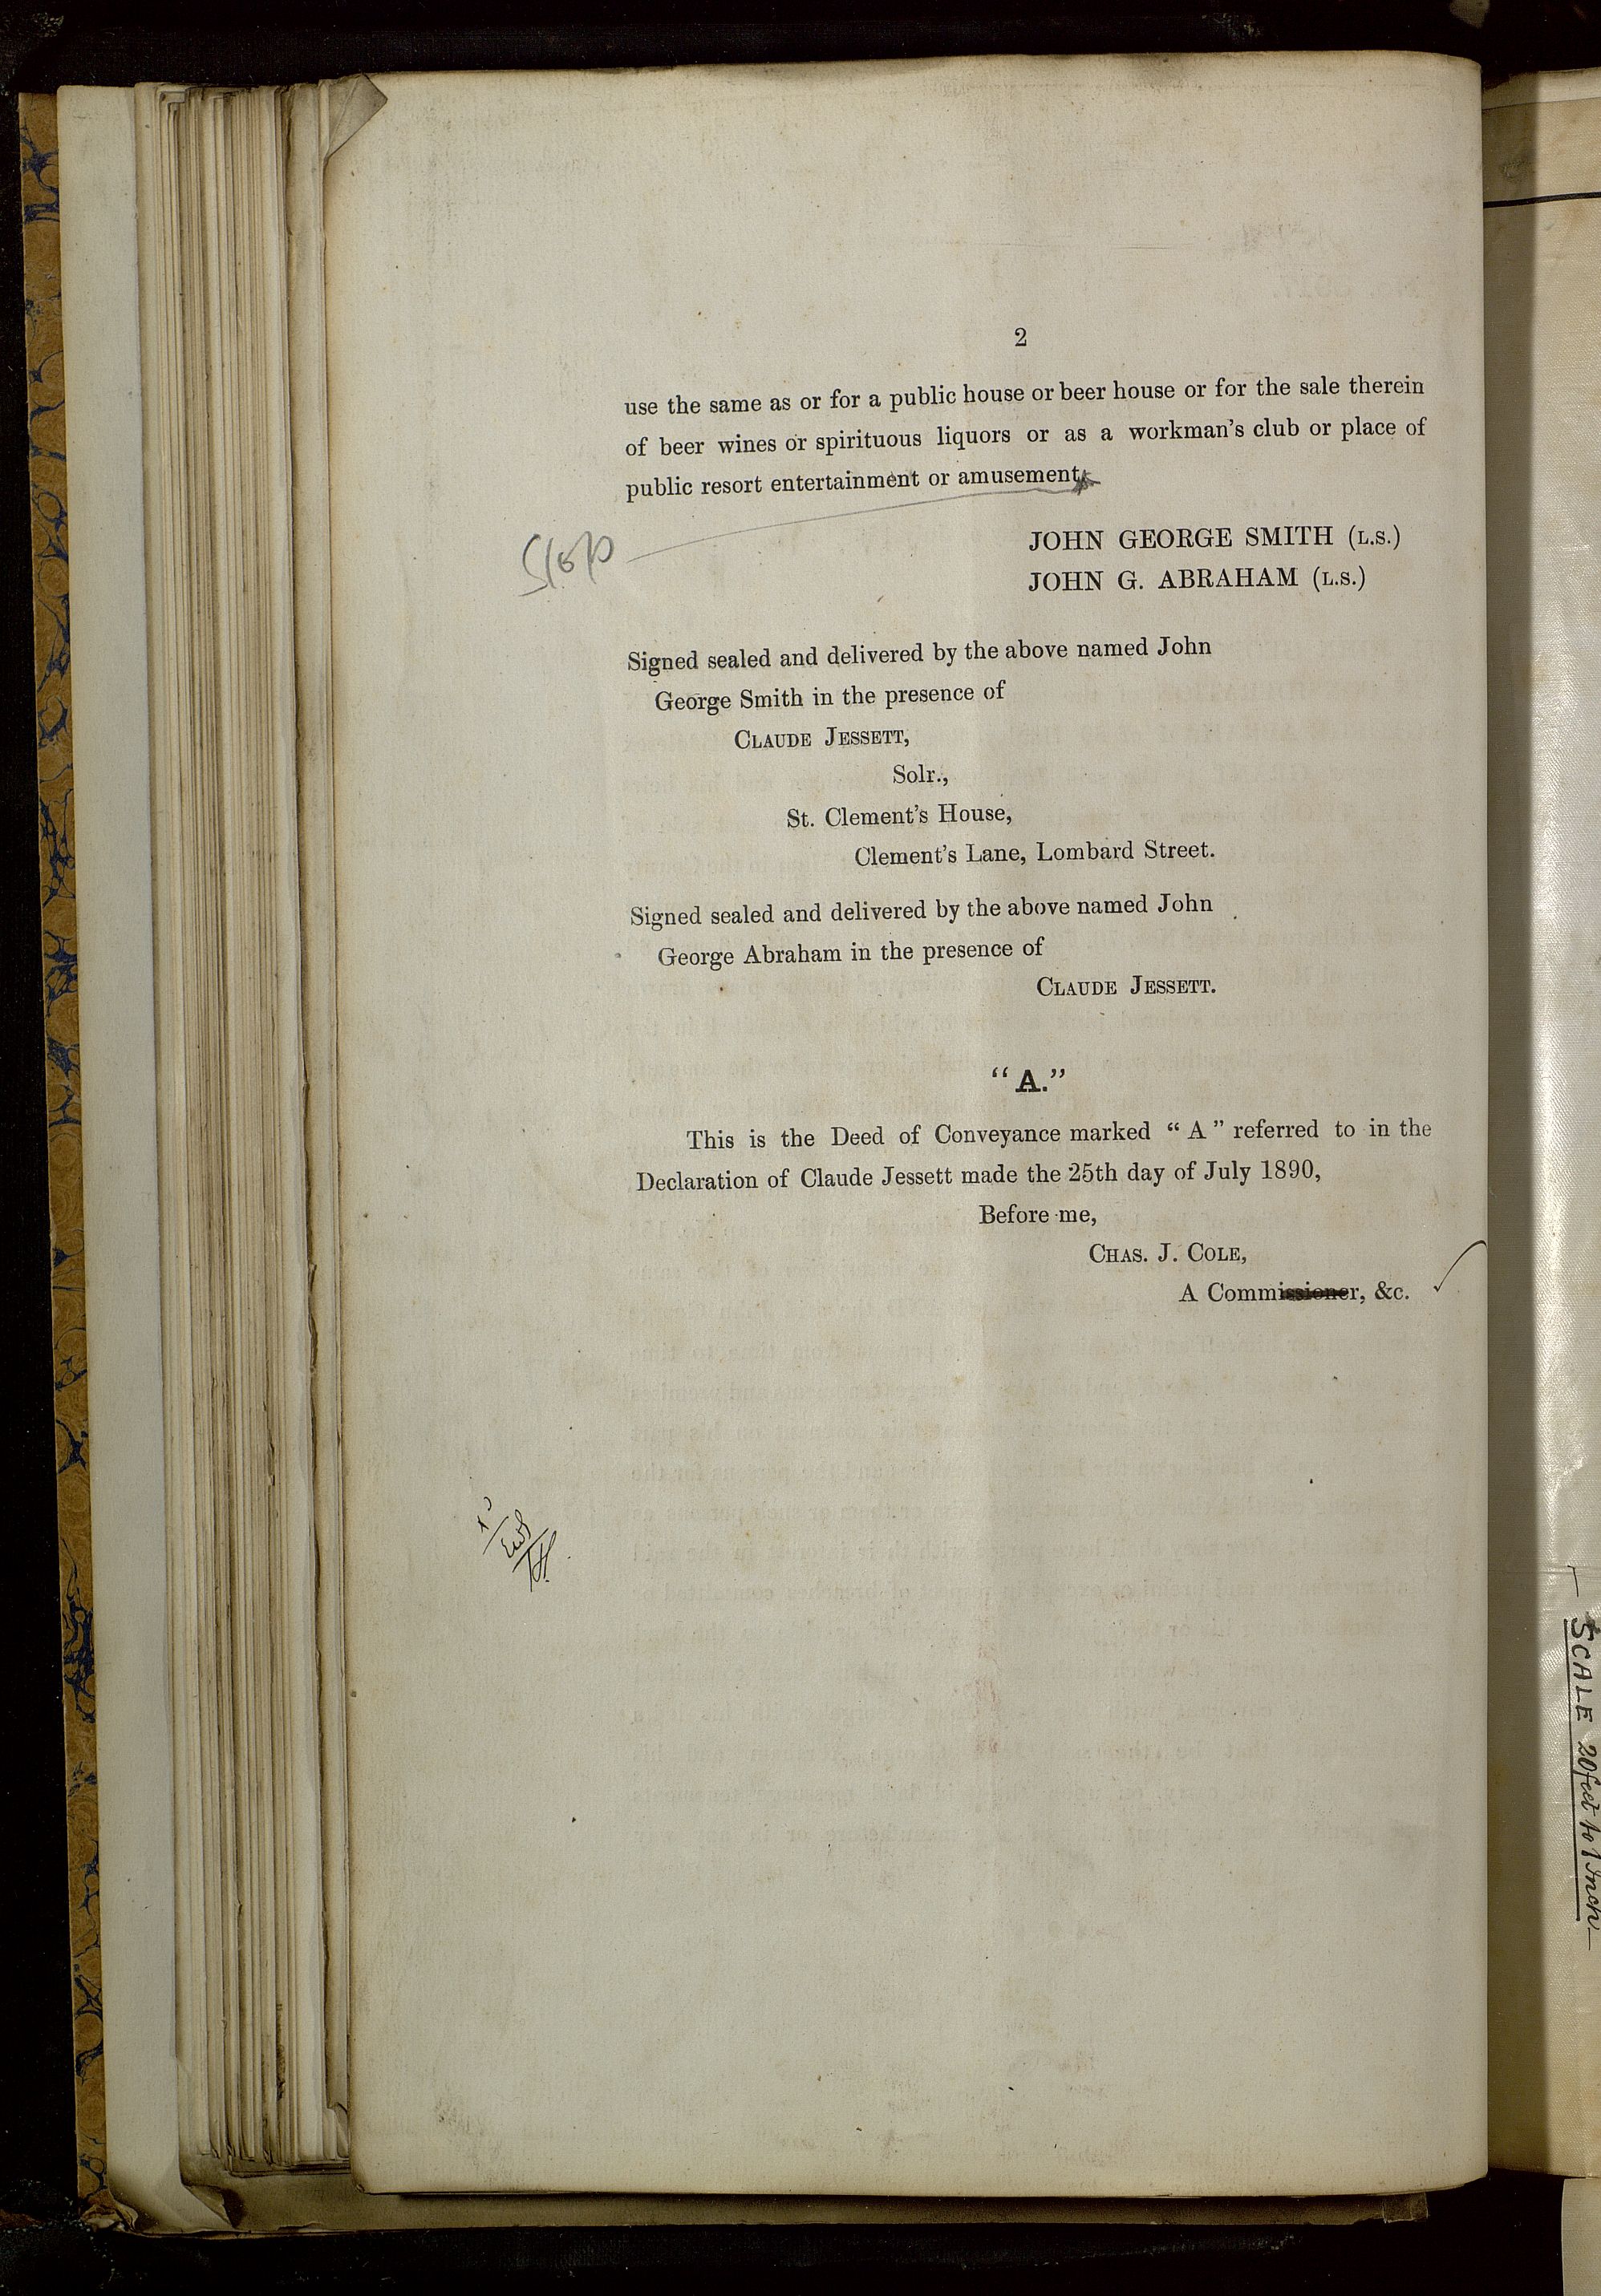 2
use the same as or for a public house or beer house or for the sale therein
of beer wines or spirituous liquors or as a workman's club or place of
public resort entertainment or amusement
Stop
JOHN GEORGE SMITH (L.S.)
JOHN G. ABRAHAM (L.S.)
Signed sealed and delivered by the above named John
George Smith in the presence of
CLAUDE JESSETT,
Solr.,
St. Clement's House,
Clement's Lane, Lombard Street.
Signed sealed and delivered by the above named John
George Abraham in the presence of
CLAUDE JESSETT.
"A."
This is the Deed of Conveyance marked "A" referred to in the
Declaration of Claude Jessett made the 25th day of July 1890,
Before me,
CHAS. J. COLE,
A Commissioner, &c.
SCALE 20 feet to 1 Inch